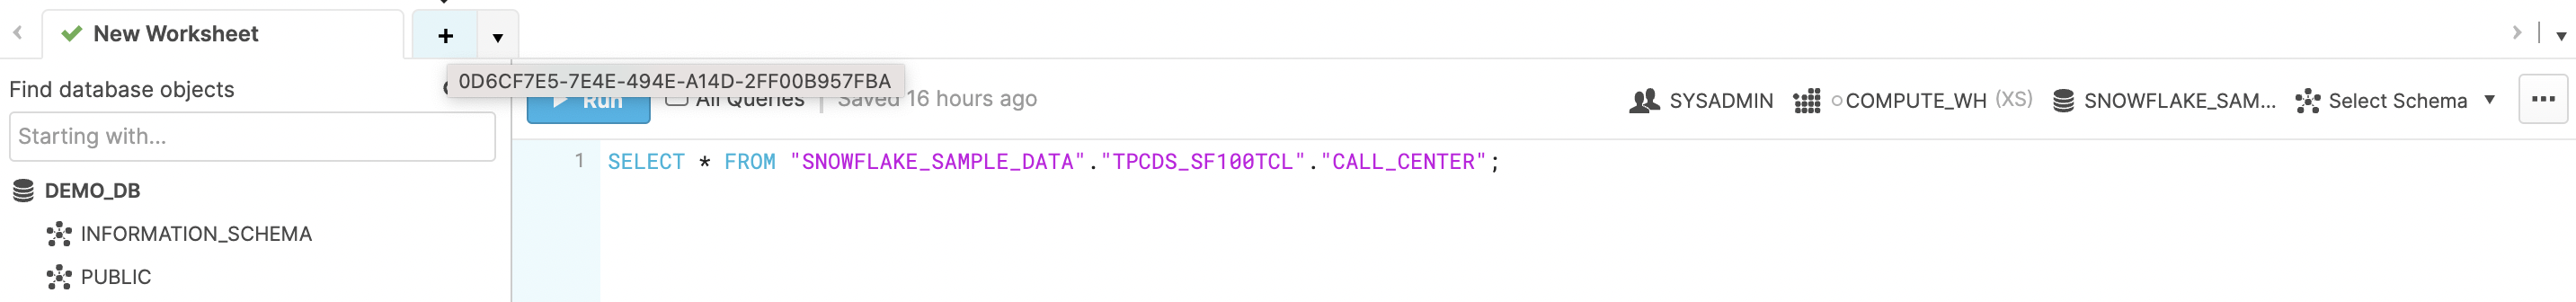 New Worksheet
+
0D6CF7E5-7E4E-494E-A14D-2FF00B957FBA
Find database objects
Starting with...
DEMO_DB
INFORMATION_SCHEMA
PUBLIC
Run All Queries | Saved 16 hours ago
SYSADMIN COMPUTE_WH (XS) SNOWFLAKE_SAM... Select Schema ...
1 SELECT * FROM "SNOWFLAKE_SAMPLE_DATA"."TPCDS_SF100TCL"."CALL_CENTER";